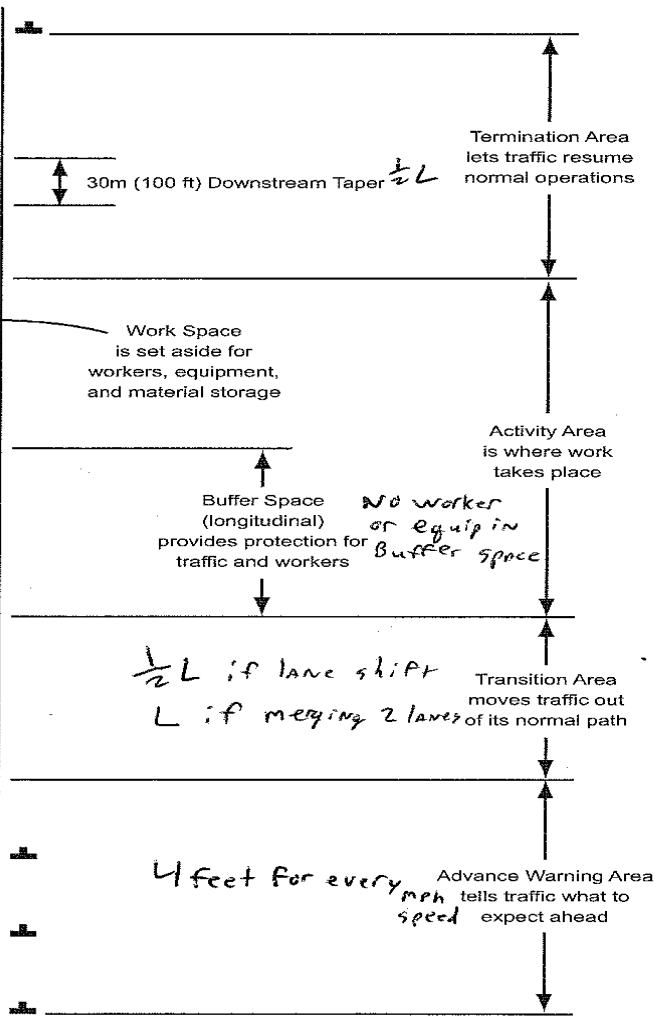 Termination Area
lets traffic resume
normal operations
30m (100 ft) Downstream Taper 1/2 L
Work Space
is set aside for
workers, equipment,
and material storage
Activity Area
is where work
takes place
Buffer Space
(longitudinal)
provides protection for
traffic and workers
No worker
or equip in
Buffer space
1/2 L if lane shift
L if merging 2 lanes
Transition Area
moves traffic out
of its normal path
4 feet for every
mph
speed
Advance Warning Area
tells traffic what to
expect ahead